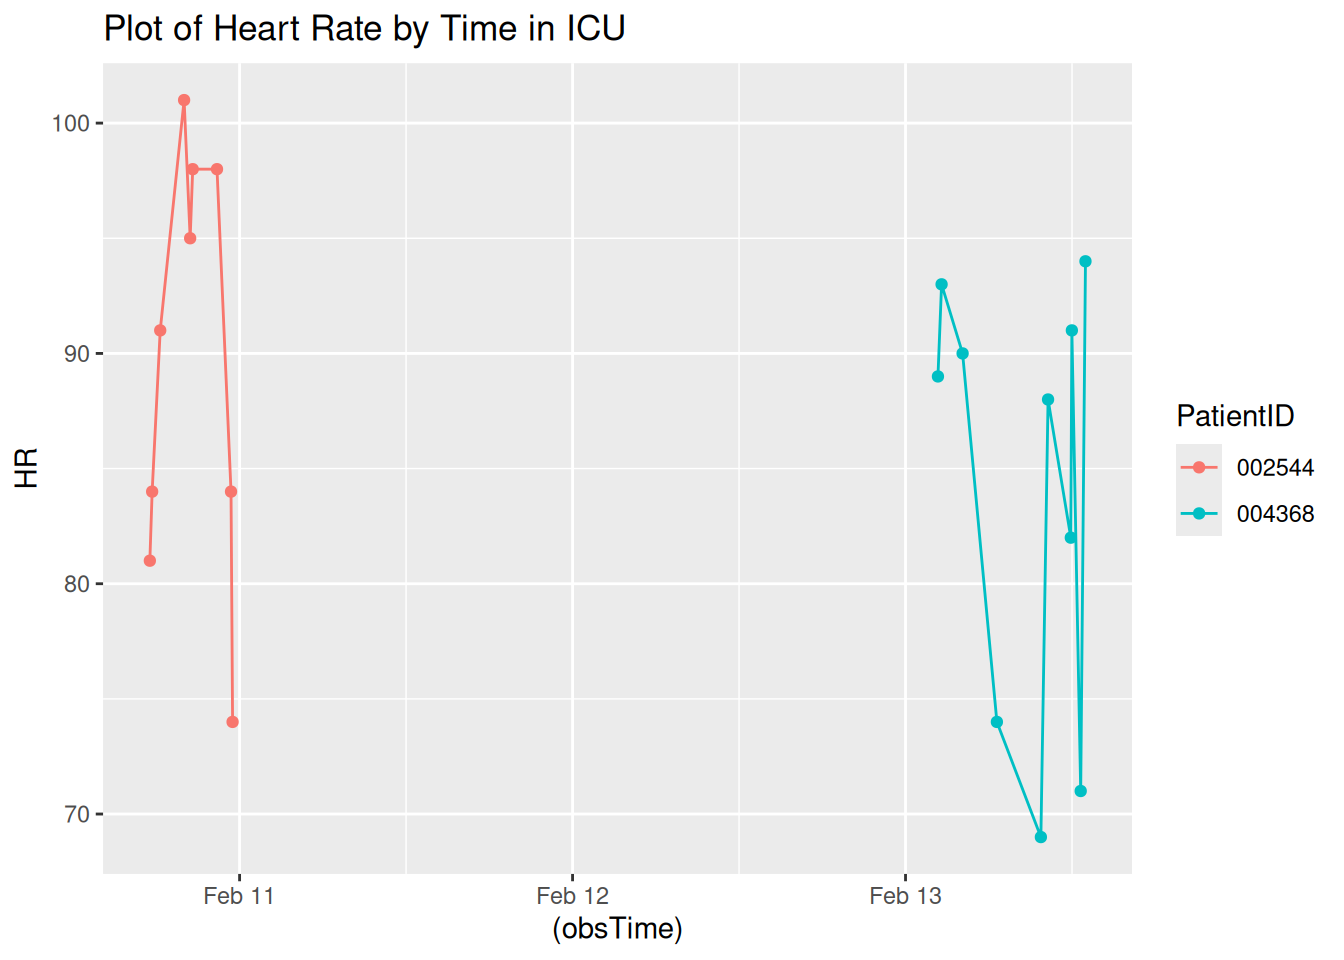 Plot of Heart Rate by Time in ICU
100
90
80
70
HR
Feb 11
Feb 12
Feb 13
(obsTime)
PatientID
002544
004368